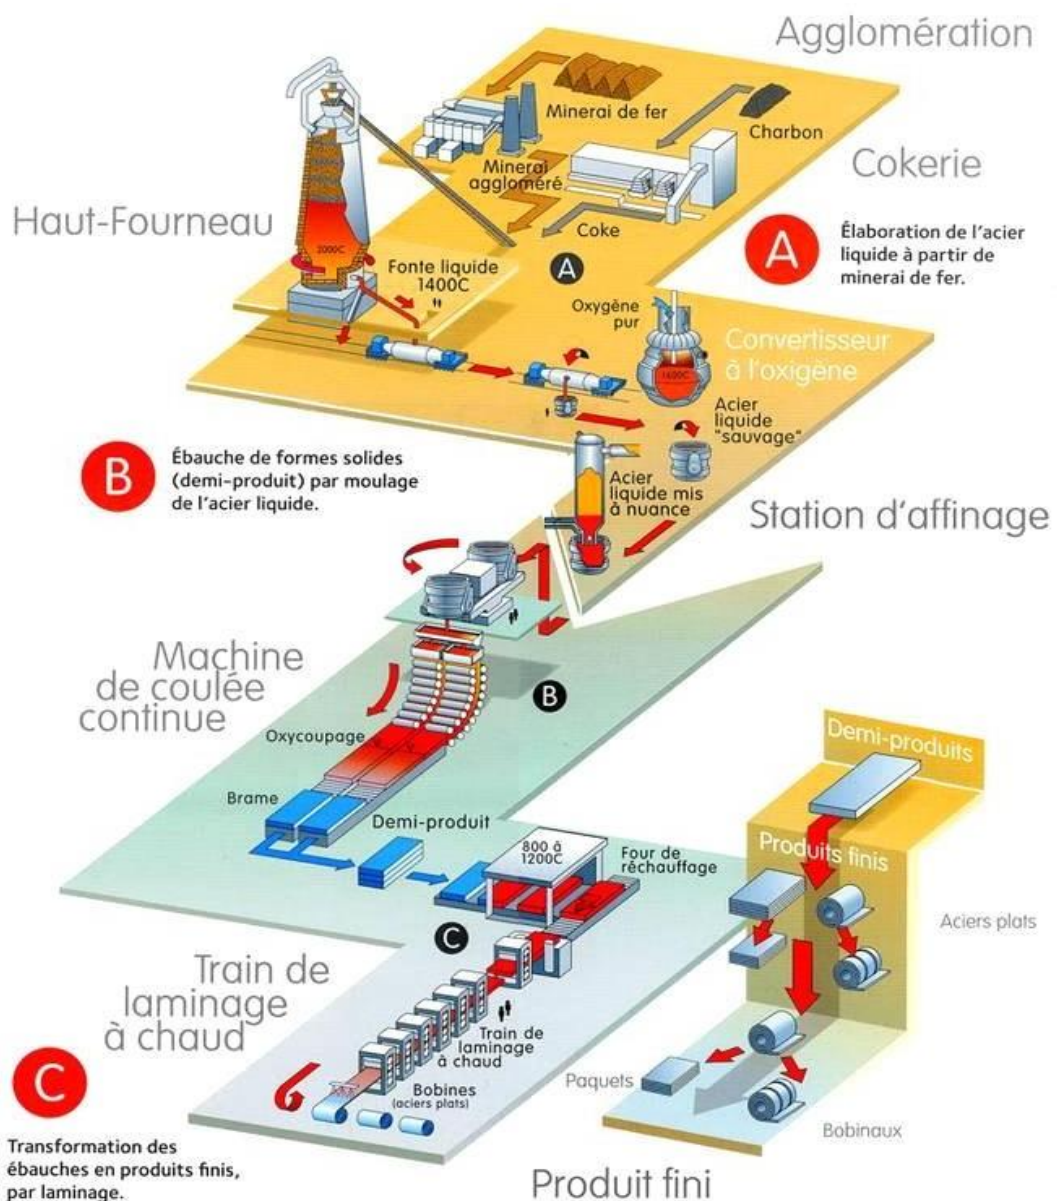 Agglomération
Minerai de fer
Charbon
Minerai
aggloméré
Cokerie
Haut-Fourneau
Coke
2000C
A
Élaboration de l'acier
liquide à partir de
minerai de fer.
A
Fonte liquide
1400C
Oxygène
pur
Convertisseur
à l'oxigène
1600C
Acier
liquide
"sauvage"
B
Ébauche de formes solides
(demi-produit) par moulage
de l'acier liquide.
Acier
liquide mis
à nuance
Station d'affinage
Machine
de coulée
continue
B
Oxycoupage
Brame
Demi-produit
800 à
1200C
Four de
réchauffage
Demi-produits
Produits finis
Aciers plats
C
Train de
laminage
à chaud
Train de
laminage
à chaud
Bobines
(aciers plats)
Paquets
Bobinaux
C
Transformation des
ébauches en produits finis,
par laminage.
Produit fini